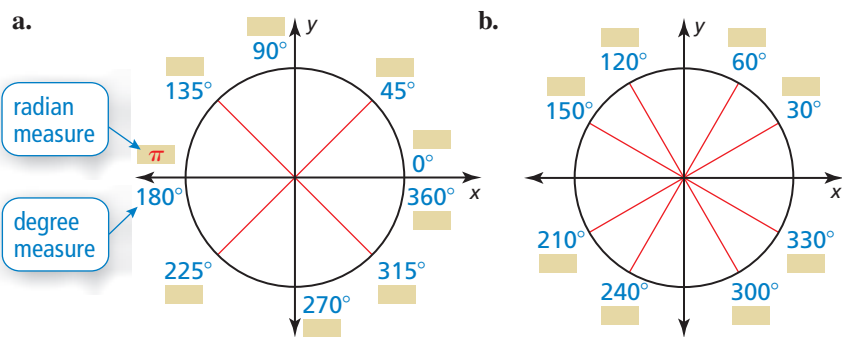 a.
y
90°
135°
45°
radian
measure
π
0°
180°
360°
x
degree
measure
225°
315°
270°
b.
y
120°
60°
150°
30°
x
210°
330°
240°
300°